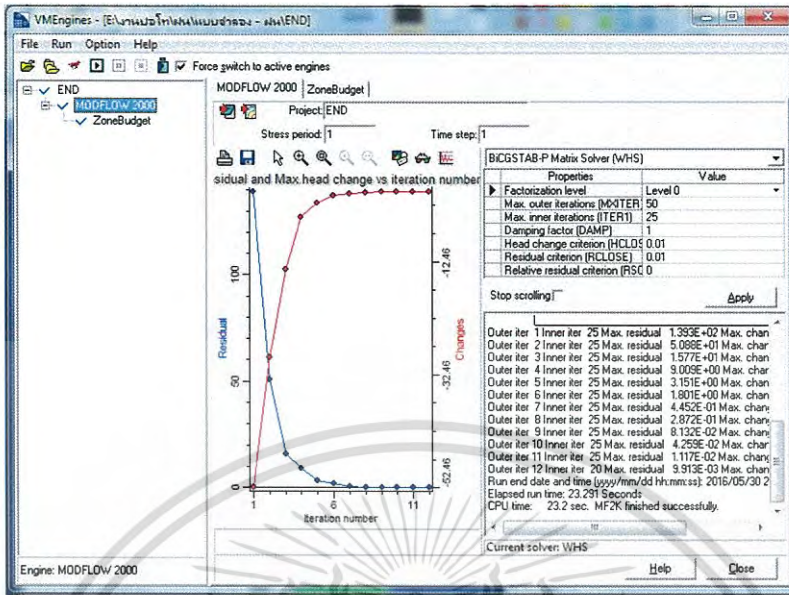 VMEngines - [E:\งานปอโท\ฝน\แบบจำลอง - ฝน\END]
File Run Option Help
Force switch to active engines
END
MODFLOW 2000
ZoneBudget
MODFLOW 2000 ZoneBudget
Project: END
Stress period: 1 Time step: 1
sidual and Max.head change vs iteration number
Residual
100
50
0
Changes
-12.46
-32.46
-52.46
1 6 11
Iteration number
BiCGSTAB-P Matrix Solver (WHS)
Properties Value
Factorization level Level 0
Max. outer iterations (MXITER 50
Max. inner iterations (ITER1) 25
Damping factor (DAMP) 1
Head change criterion (HCLOS 0.01
Residual criterion (RCLOSE) 0.01
Relative residual criterion (RSC 0
Stop scrolling
Apply
Outer iter 1 Inner iter 25 Max. residual 1.393E+02 Max. chan
Outer iter 2 Inner iter 25 Max. residual 5.088E+01 Max. chan
Outer iter 3 Inner iter 25 Max. residual 1.577E+01 Max. chan
Outer iter 4 Inner iter 25 Max. residual 9.009E+00 Max. chan
Outer iter 5 Inner iter 25 Max. residual 3.151E+00 Max. chan
Outer iter 6 Inner iter 25 Max. residual 1.801E+00 Max. chan
Outer iter 7 Inner iter 25 Max. residual 4.452E-01 Max. chang
Outer iter 8 Inner iter 25 Max. residual 2.872E-01 Max. chang
Outer iter 9 Inner iter 25 Max. residual 8.132E-02 Max. chang
Outer iter 10 Inner iter 25 Max. residual 4.259E-02 Max. chan
Outer iter 11 Inner iter 25 Max. residual 1.117E-02 Max. chan
Outer iter 12 Inner iter 20 Max. residual 9.913E-03 Max. chan
Run end date and time (yyyy/mm/dd hh:mm:ss): 2016/05/30 2
Elapsed run time: 23.291 Seconds
CPU time: 23.2 sec. MF2K finished successfully.
Current solver: WHS
Engine: MODFLOW 2000
Help Close